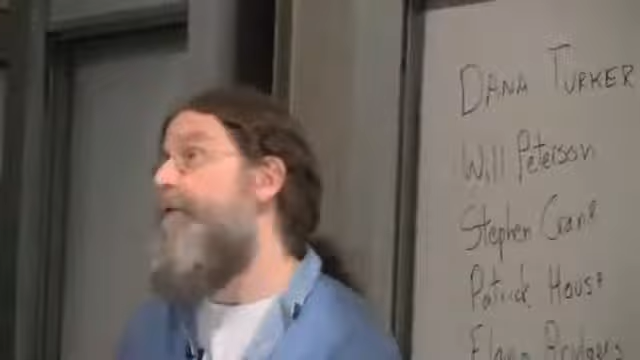 DANA TURKER
Will Peterson
Stephen Crane
Patrick House